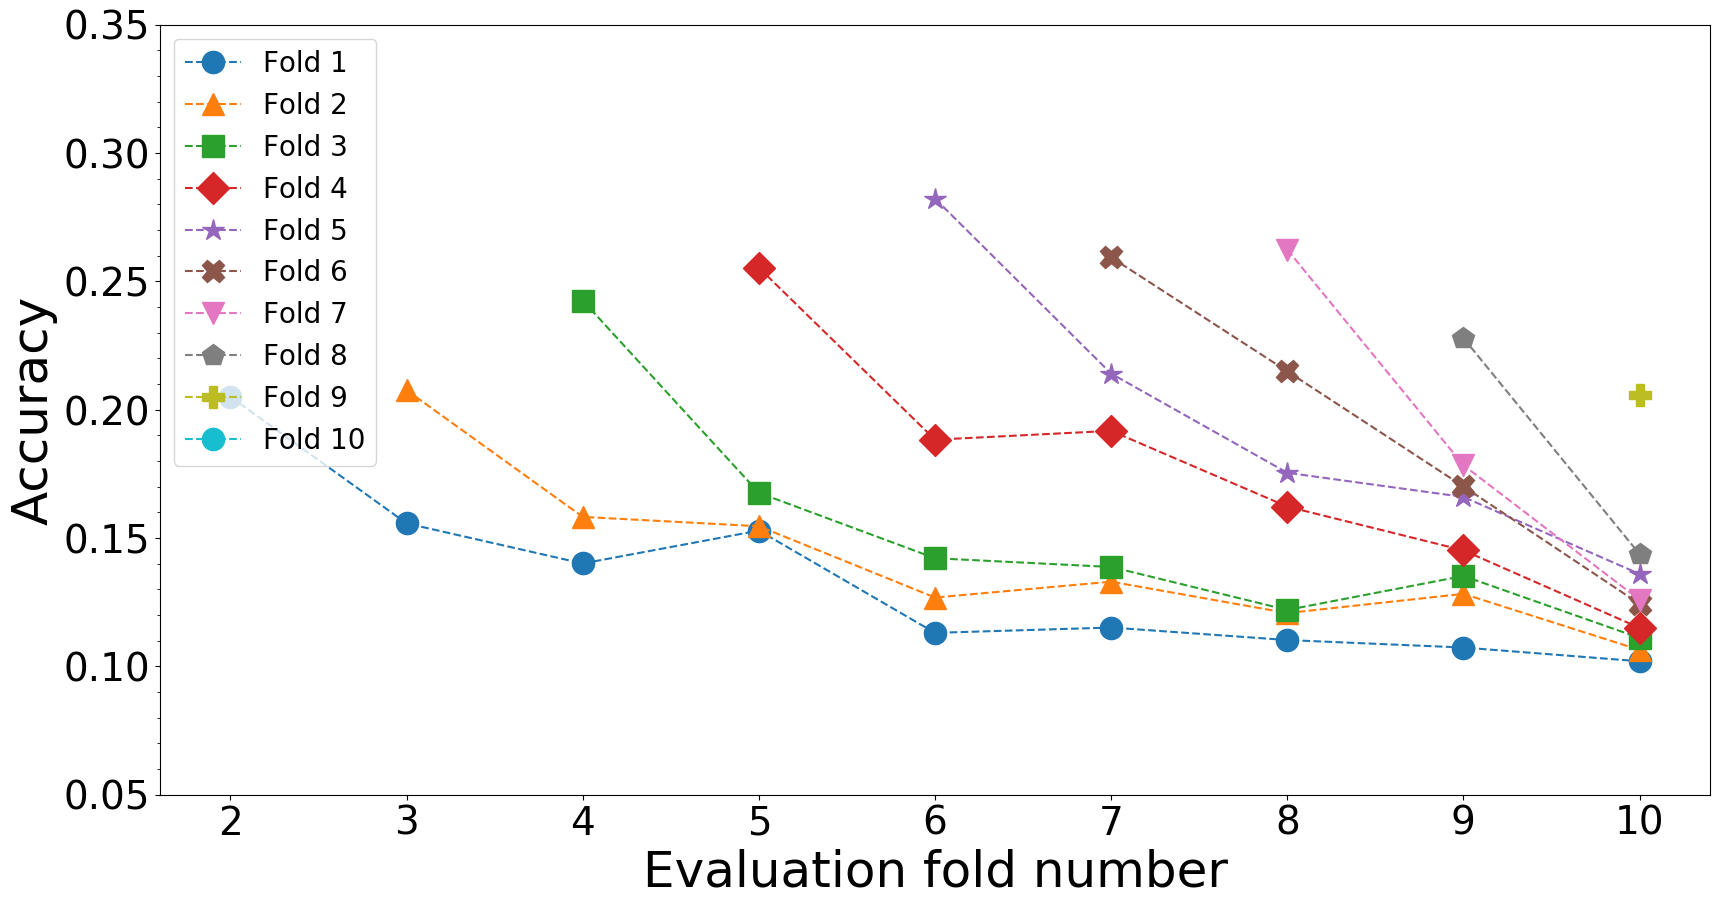 0.35
0.30
0.25
0.20
0.15
0.10
0.05
Accuracy
Fold 1
Fold 2
Fold 3
Fold 4
Fold 5
Fold 6
Fold 7
Fold 8
Fold 9
Fold 10
2 3 4 5 6 7 8 9 10
Evaluation fold number